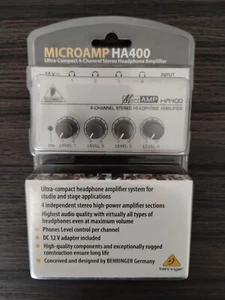 MICROAMP HA400
Ultra-Compact 4-Channel Stereo Headphone Amplifier
INPUT
MiniAMP HA400
4-CHANNEL STEREO HEADPHONE AMPLIFIER
LEVEL 1 LEVEL 2 LEVEL 3 LEVEL 4
Ultra-compact headphone amplifier system for
studio and stage applications
4 independent stereo high-power amplifier sections
Highest audio quality with virtually all types of
headphones even at maximum volume
Phones Level control per channel
DC 12 V adapter included
High-quality components and exceptionally rugged
construction ensure long life
Conceived and designed by BEHRINGER Germany
behringer